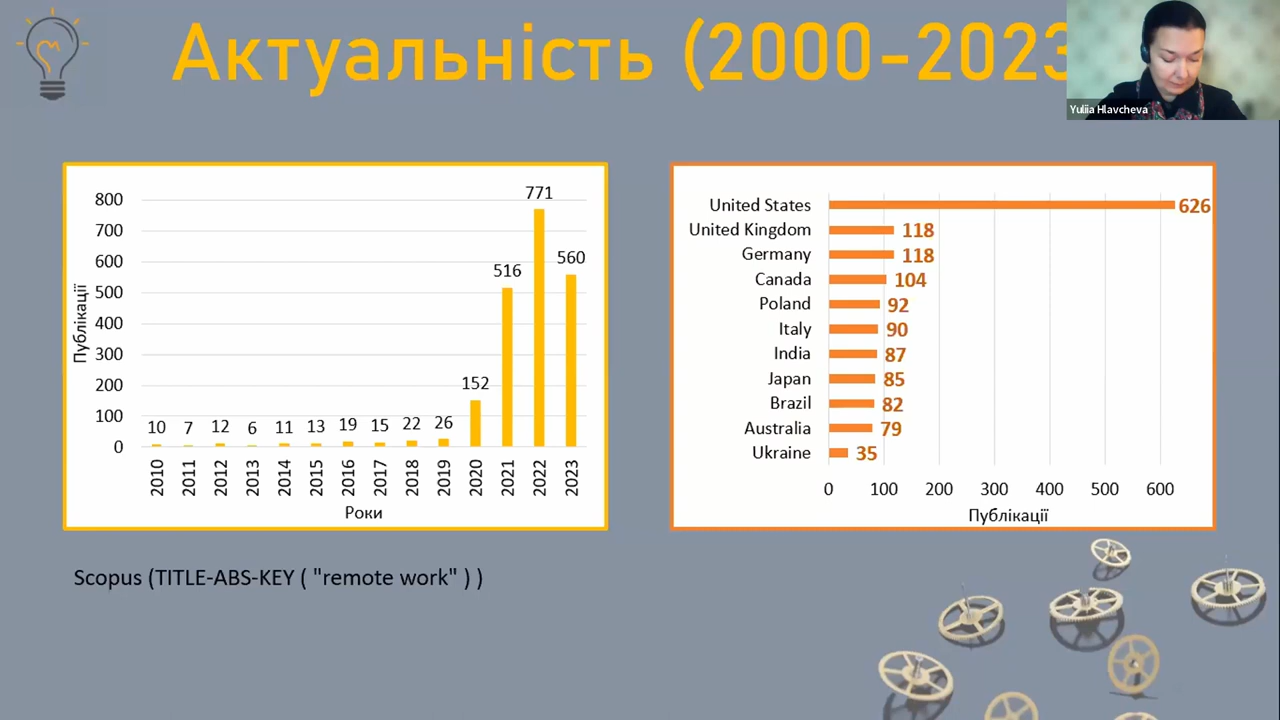 Актуальність (2000-2023
Yuliia Hlavcheva
Публікації
800
700
600
500
400
300
200
100
0
10 7 12 6 11 13 19 15 22 26 152 516 771 560
2010 2011 2012 2013 2014 2015 2016 2017 2018 2019 2020 2021 2022 2023
Роки
United States 626
United Kingdom 118
Germany 118
Canada 104
Poland 92
Italy 90
India 87
Japan 85
Brazil 82
Australia 79
Ukraine 35
0 100 200 300 400 500 600
Публікації
Scopus (TITLE-ABS-KEY ( "remote work" ) )